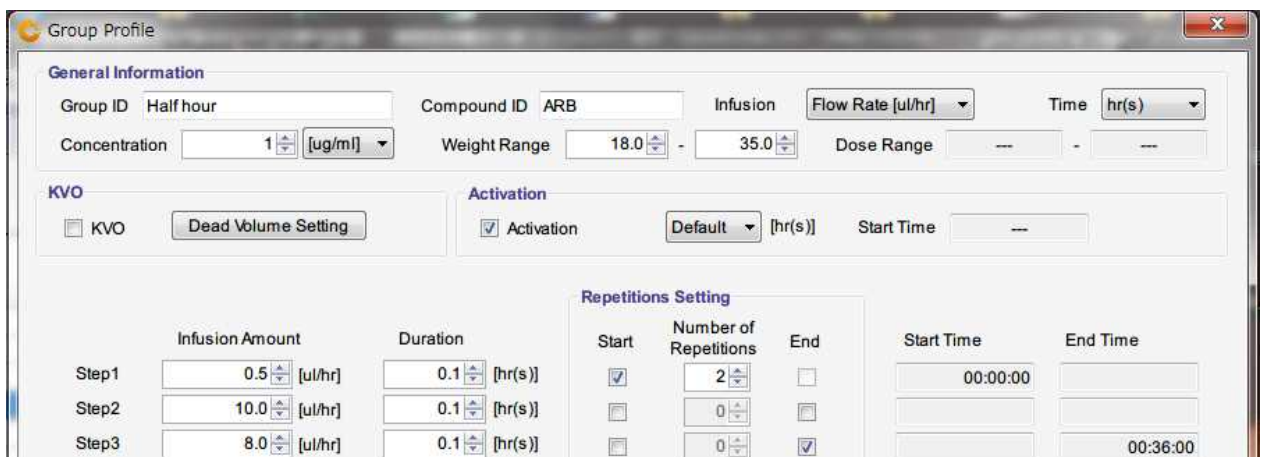 Group Profile
General Information
Group ID Half hour Compound ID ARB Infusion Flow Rate [ul/hr] Time hr(s)
Concentration 1 [ug/ml] Weight Range 18.0 - 35.0 Dose Range --- - ---
KVO Activation
KVO Dead Volume Setting Activation Default [hr(s)] Start Time ---
Repetitions Setting
Infusion Amount Duration Start Number of Repetitions End Start Time End Time
Step1 0.5 [ul/hr] 0.1 [hr(s)] 2 00:00:00
Step2 10.0 [ul/hr] 0.1 [hr(s)] 0
Step3 8.0 [ul/hr] 0.1 [hr(s)] 0 00:36:00